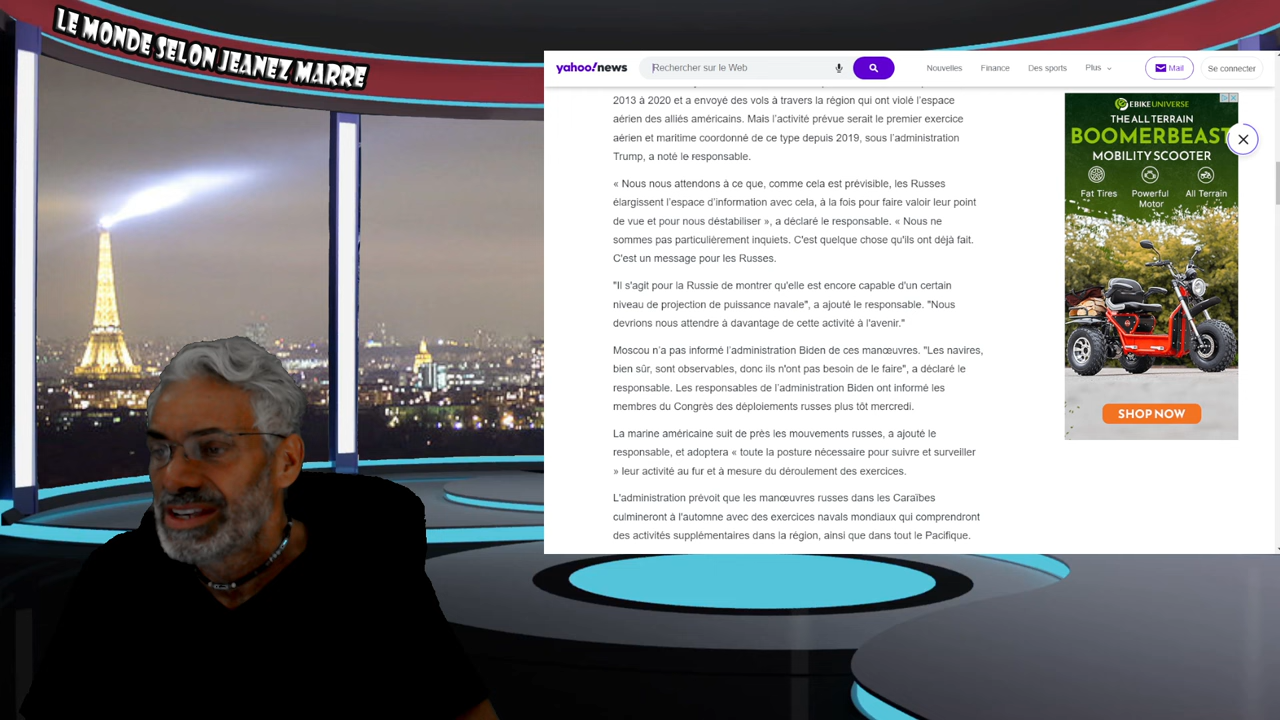 LE MONDE SELON JEANEZ MARRE
yahoo!news
Rechercher sur le Web
Nouvelles
Finance
Des sports
Plus
Mail
Se connecter
2013 à 2020 et a envoyé des vols à travers la région qui ont violé l'espace
aérien des alliés américains. Mais l'activité prévue serait le premier exercice
aérien et maritime coordonné de ce type depuis 2019, sous l'administration
Trump, a noté le responsable.
« Nous nous attendons à ce que, comme cela est prévisible, les Russes
élargissent l'espace d'information avec cela, à la fois pour faire valoir leur point
de vue et pour nous déstabiliser », a déclaré le responsable. « Nous ne
sommes pas particulièrement inquiets. C'est quelque chose qu'ils ont déjà fait.
C'est un message pour les Russes.
"Il s'agit pour la Russie de montrer qu'elle est encore capable d'un certain
niveau de projection de puissance navale", a ajouté le responsable. "Nous
devrions nous attendre à davantage de cette activité à l'avenir."
Moscou n'a pas informé l'administration Biden de ces manœuvres. "Les navires,
bien sûr, sont observables, donc ils n'ont pas besoin de le faire", a déclaré le
responsable. Les responsables de l'administration Biden ont informé les
membres du Congrès des déploiements russes plus tôt mercredi.
La marine américaine suit de près les mouvements russes, a ajouté le
responsable, et adoptera « toute la posture nécessaire pour suivre et surveiller
» leur activité au fur et à mesure du déroulement des exercices.
L'administration prévoit que les manœuvres russes dans les Caraïbes
culmineront à l'automne avec des exercices navals mondiaux qui comprendront
des activités supplémentaires dans la région, ainsi que dans tout le Pacifique.
EBIKE UNIVERSE
THE ALL TERRAIN
BOOMERBEAST
MOBILITY SCOOTER
Fat Tires
Powerful
Motor
All Terrain
SHOP NOW